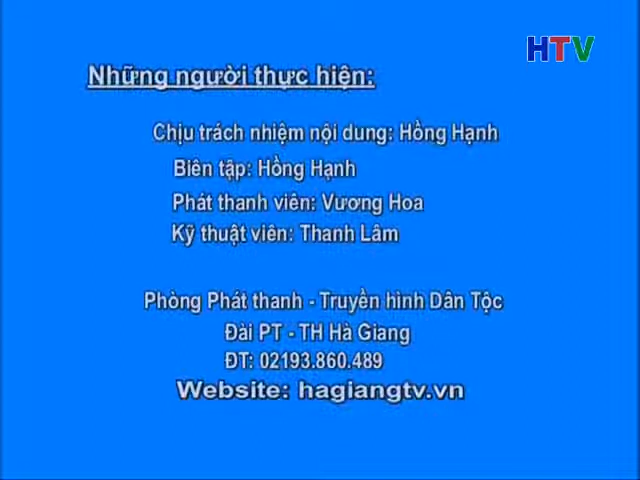 HTV
Những người thực hiện:
Chịu trách nhiệm nội dung: Hồng Hạnh
Biên tập: Hồng Hạnh
Phát thanh viên: Vương Hoa
Kỹ thuật viên: Thanh Lâm
Phòng Phát thanh - Truyền hình Dân Tộc
Đài PT - TH Hà Giang
ĐT: 02193.860.489
Website: hagiangtv.vn